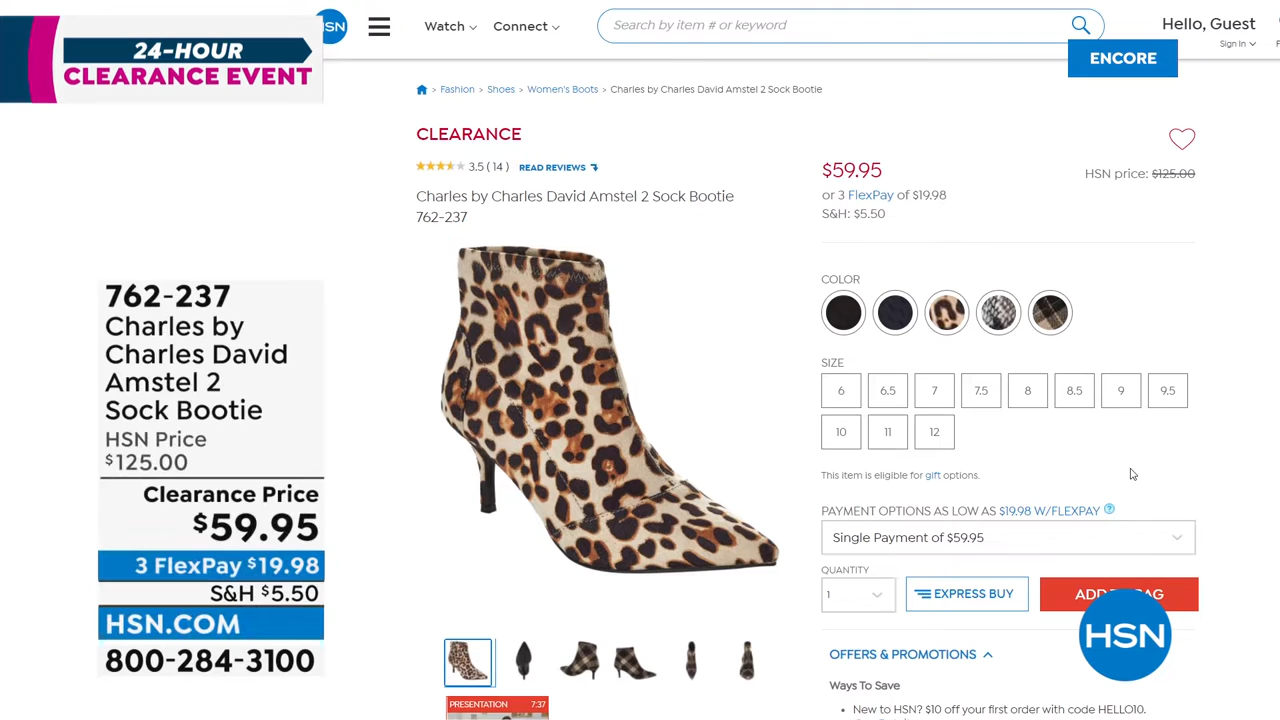 24-HOUR
CLEARANCE EVENT
Watch
Connect
Search by item # or keyword
Hello, Guest
Sign In
ENCORE
> Fashion > Shoes > Women's Boots > Charles by Charles David Amstel 2 Sock Bootie
CLEARANCE
3.5 ( 14 ) READ REVIEWS
Charles by Charles David Amstel 2 Sock Bootie
762-237
$59.95
HSN price: $125.00
or 3 FlexPay of $19.98
S&H: $5.50
COLOR
SIZE
6 6.5 7 7.5 8 8.5 9 9.5
10 11 12
This item is eligible for gift options.
PAYMENT OPTIONS AS LOW AS $19.98 W/FLEXPAY ?
Single Payment of $59.95
QUANTITY
1
EXPRESS BUY
HSN
OFFERS & PROMOTIONS
Ways To Save
• New to HSN? $10 off your first order with code HELLO10.
PRESENTATION 7:37
762-237
Charles by
Charles David
Amstel 2
Sock Bootie
HSN Price
$125.00
Clearance Price
$59.95
3 FlexPay $19.98
S&H $5.50
HSN.COM
800-284-3100